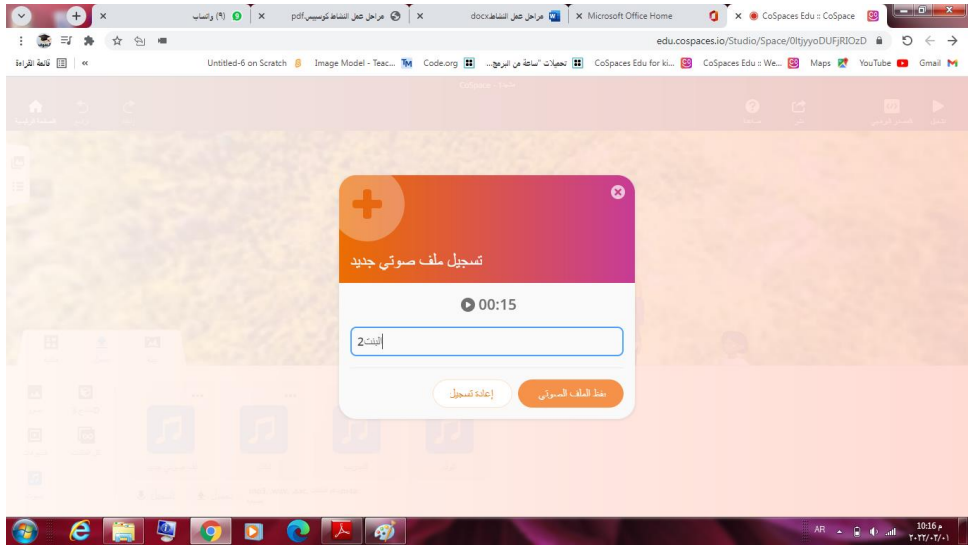 CoSpaces Edu :: CoSpace
Microsoft Office Home
مراحل عمل النشاط.docx
مراحل عمل النشاط كوسبيس.pdf
(٩) واتساب
edu.cospaces.io/Studio/Space/0ltjyyoDUFjRIOzD
Gmail
YouTube
Maps
CoSpaces Edu :: We...
CoSpaces Edu for ki...
تحميلات "ساعة من البرمج...
Code.org
Image Model - Teac...
Untitled-6 on Scratch
»
قائمة القراءة
تسجيل ملف صوتي جديد
00:15
البنت2
حفظ الملف الصوتي
إعادة تسجيل
AR
10:16 م